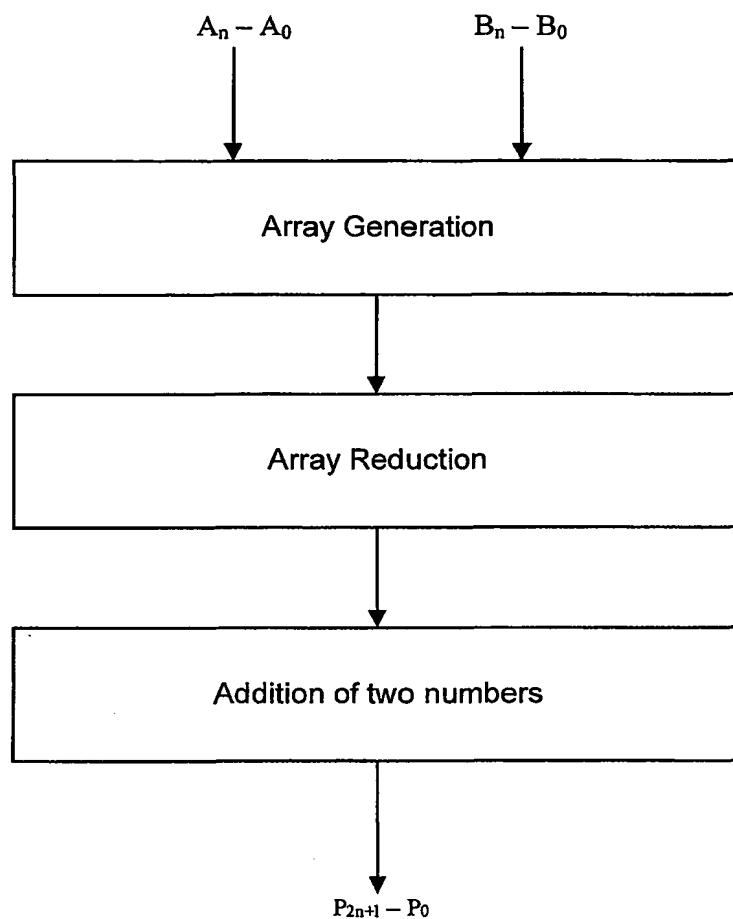 Aₙ – A₀ Bₙ – B₀
Array Generation
Array Reduction
Addition of two numbers
P₂ₙ₊₁ – P₀